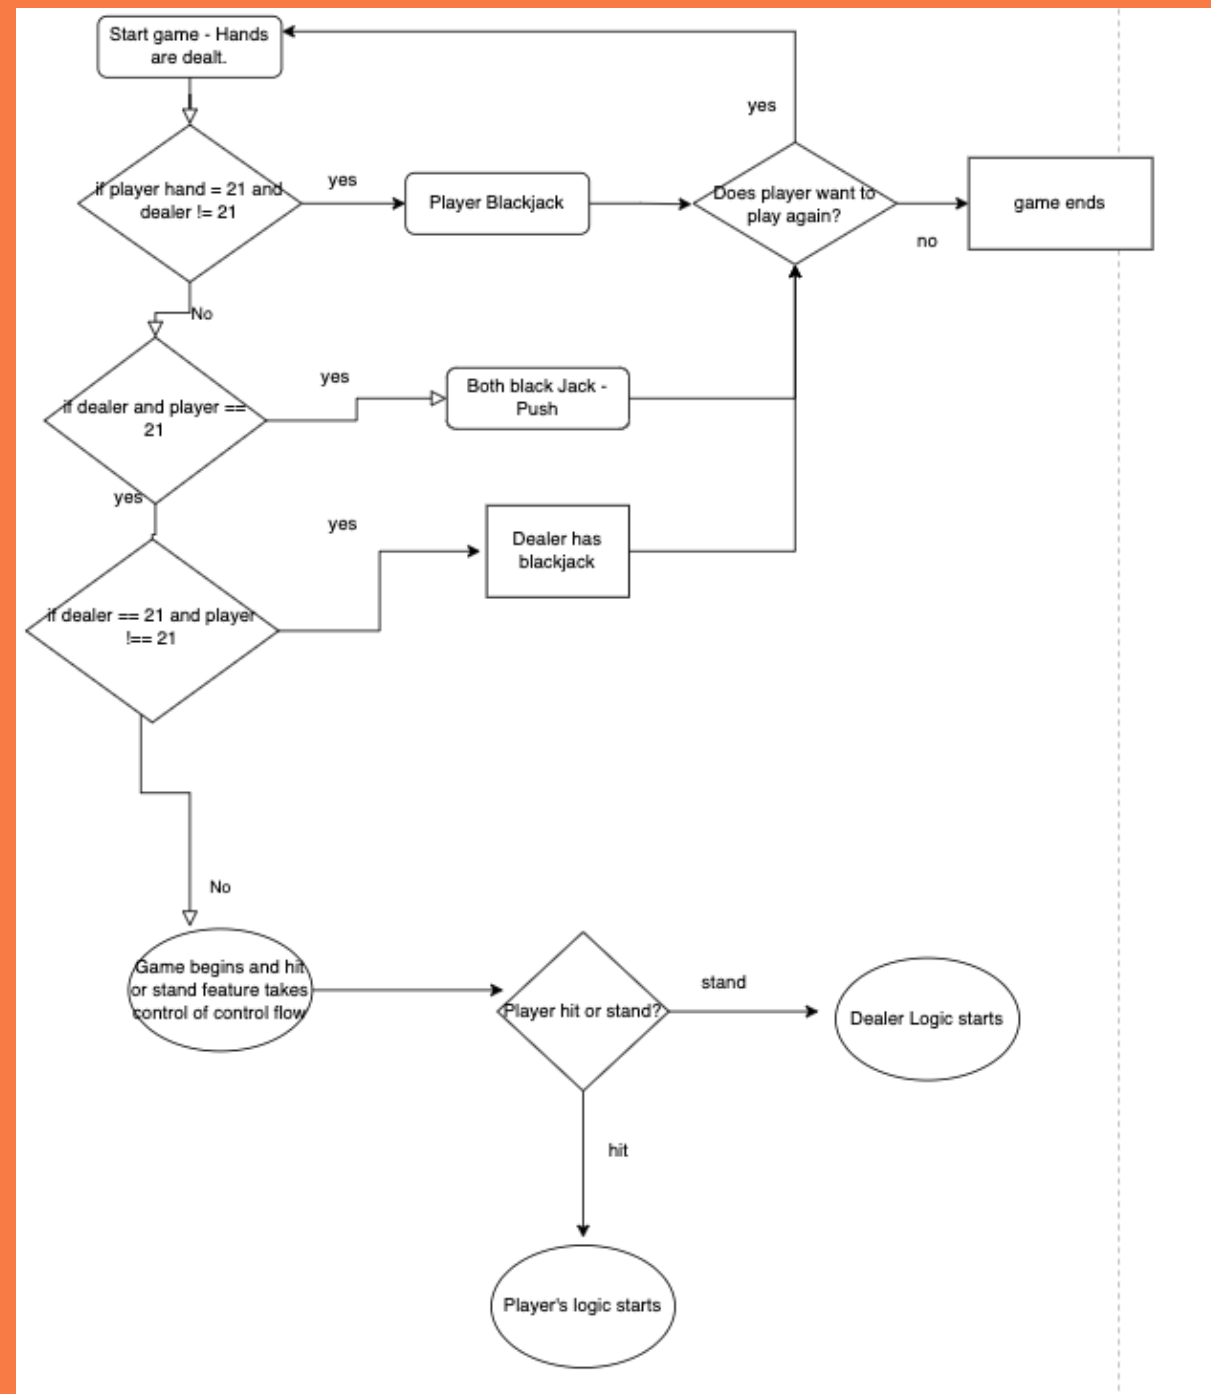 Start game - Hands
are dealt.
yes
if player hand = 21 and
dealer != 21
yes
Player Blackjack
Does player want to
play again?
no
game ends
No
if dealer and player ==
21
yes
Both black Jack -
Push
yes
if dealer == 21 and player
!== 21
yes
Dealer has
blackjack
No
Game begins and hit
or stand feature takes
control of control flow
Player hit or stand?
stand
Dealer Logic starts
hit
Player's logic starts